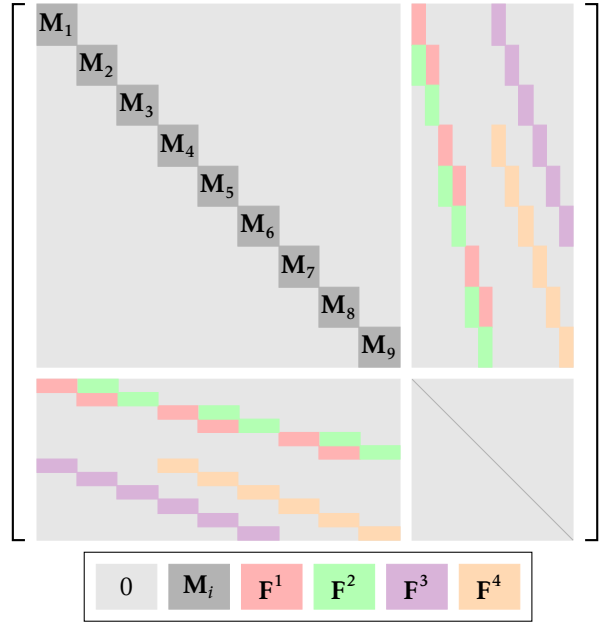 M₁
M₂
M₃
M₄
M₅
M₆
M₇
M₈
M₉
0 Mᵢ F¹ F² F³ F⁴